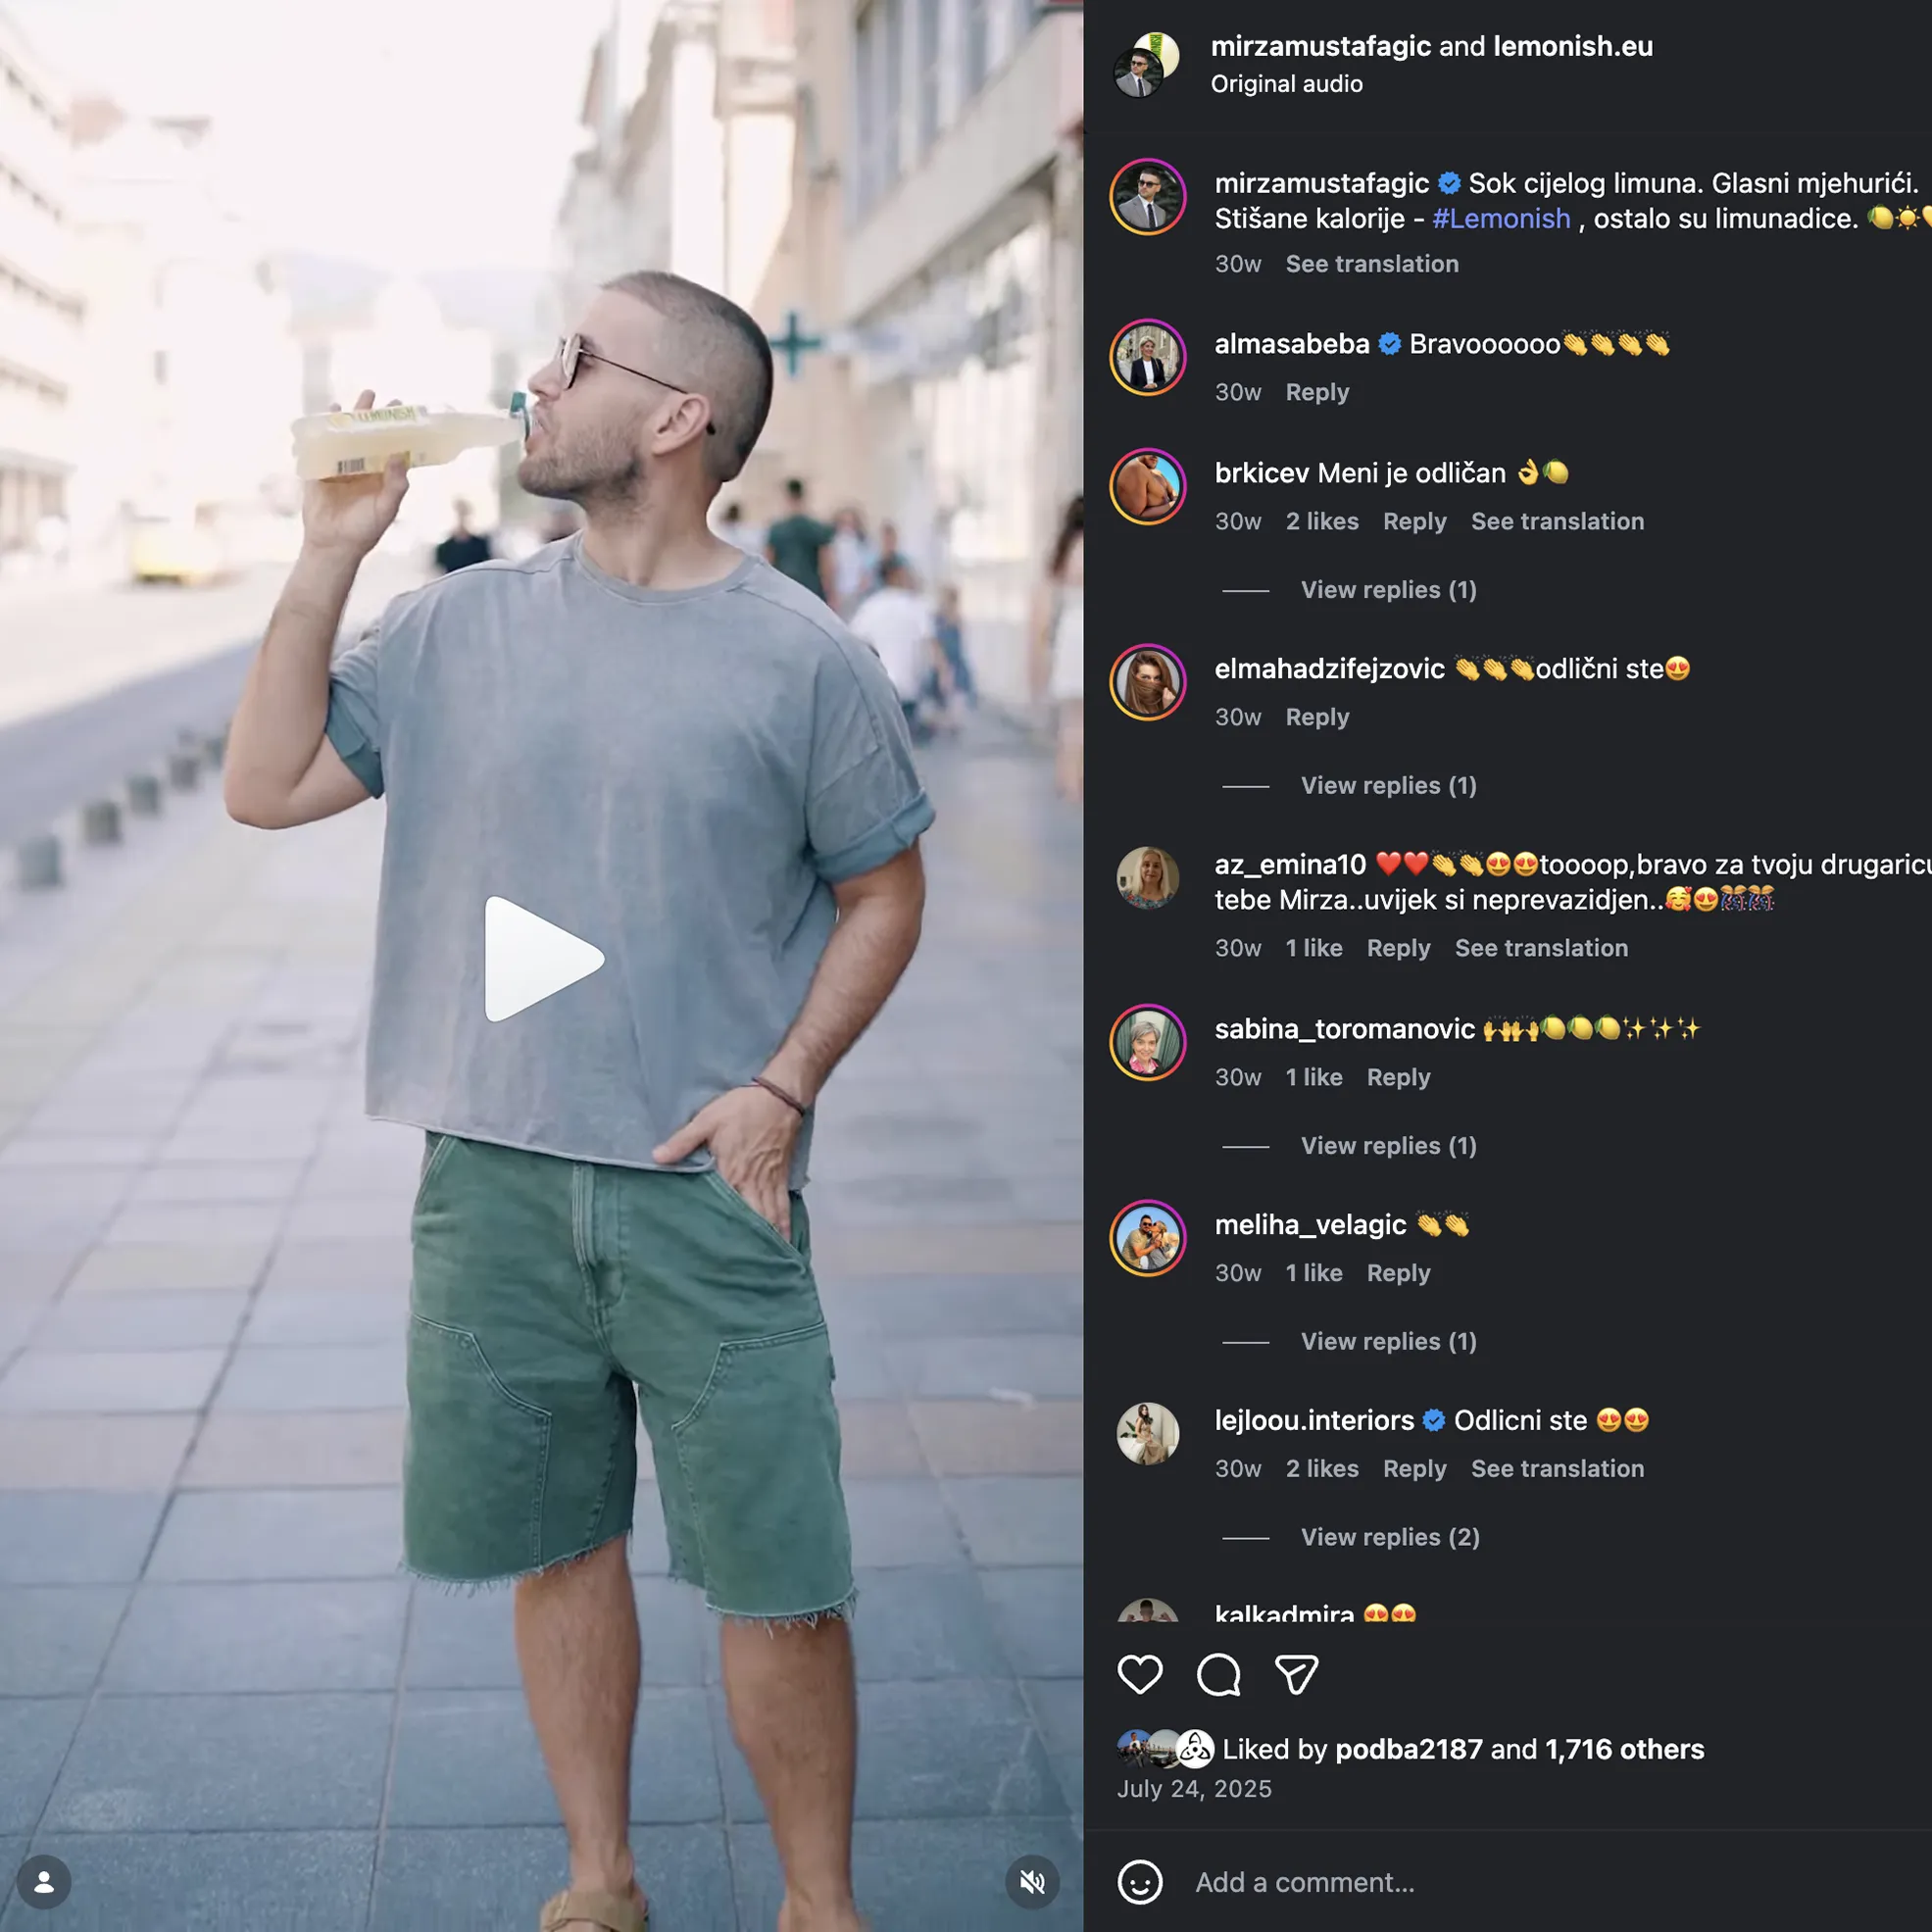 LEMONISH
mirzamustafagic and lemonish.eu
Original audio
mirzamustafagic Sok cijelog limuna. Glasni mjehurići.
Stišane kalorije - #Lemonish , ostalo su limunadice. 🍋☀️
30w See translation
almasabeba Bravoooooo👏👏👏👏
30w Reply
brkicev Meni je odličan 👌🍋
30w 2 likes Reply See translation
View replies (1)
elmahadzifejzovic 👏👏👏odlični ste😍
30w Reply
View replies (1)
az_emina10 ❤️❤️👏👏😍😍toooop,bravo za tvoju drugaricu
tebe Mirza..uvijek si neprevazidjen..🥰😍🎊🎊
30w 1 like Reply See translation
sabina_toromanovic 🙌🙌🍋🍋🍋✨✨✨
30w 1 like Reply
View replies (1)
meliha_velagic 👏👏
30w 1 like Reply
View replies (1)
lejloou.interiors Odlicni ste 😍😍
30w 2 likes Reply See translation
View replies (2)
kalkadmira 😍😍
Liked by podba2187 and 1,716 others
July 24, 2025
Add a comment...